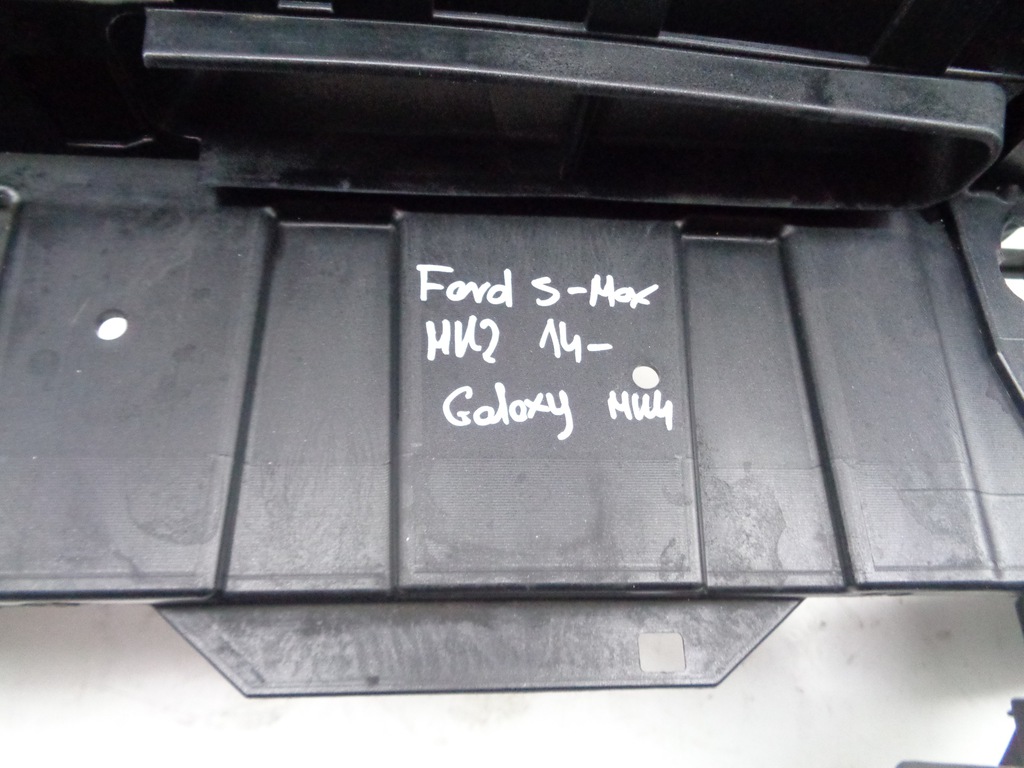 Ford S-Max
MK2 14-
Galaxy MK4